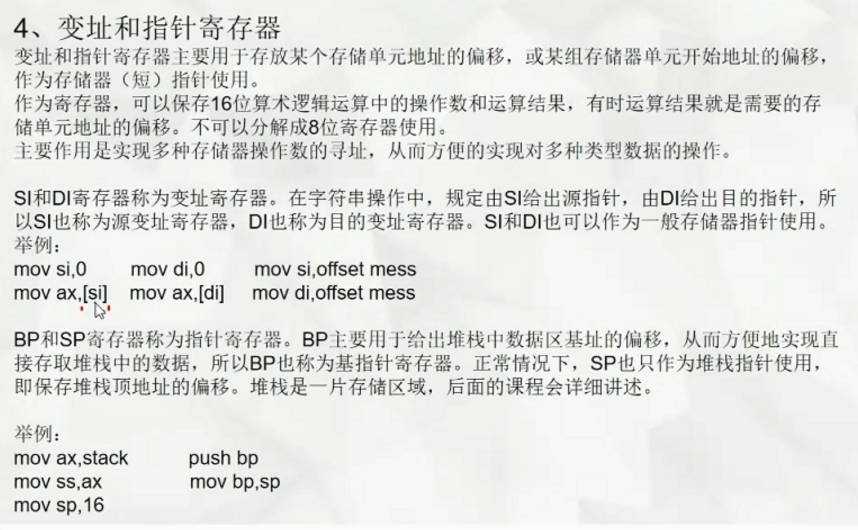 4、变址和指针寄存器
变址和指针寄存器主要用于存放某个存储单元地址的偏移，或某组存储器单元开始地址的偏移，
作为存储器（短）指针使用。
作为寄存器，可以保存16位算术逻辑运算中的操作数和运算结果，有时运算结果就是需要的存
储单元地址的偏移。不可以分解成8位寄存器使用。
主要作用是实现多种存储器操作数的寻址，从而方便的实现对多种类型数据的操作。
SI和DI寄存器称为变址寄存器。在字符串操作中，规定由SI给出源指针，由DI给出目的指针，所
以SI也称为源变址寄存器，DI也称为目的变址寄存器。SI和DI也可以作为一般存储器指针使用。
举例：
mov si,0 mov di,0 mov si,offset mess
mov ax,[si] mov ax,[di] mov di,offset mess
BP和SP寄存器称为指针寄存器。BP主要用于给出堆栈中数据区基址的偏移，从而方便地实现直
接存取堆栈中的数据，所以BP也称为基指针寄存器。正常情况下，SP也只作为堆栈指针使用，
即保存堆栈顶地址的偏移。堆栈是一片存储区域，后面的课程会详细讲述。
举例：
mov ax,stack push bp
mov ss,ax mov bp,sp
mov sp,16